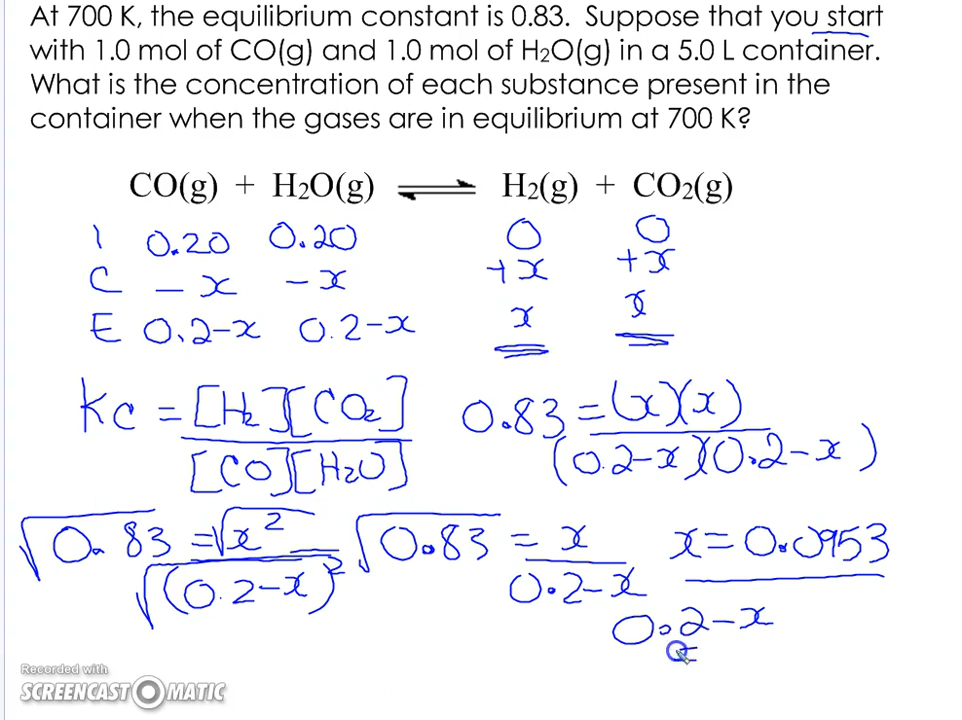 At 700 K, the equilibrium constant is 0.83. Suppose that you start
with 1.0 mol of CO(g) and 1.0 mol of H₂O(g) in a 5.0 L container.
What is the concentration of each substance present in the
container when the gases are in equilibrium at 700 K?
CO(g) + H₂O(g) ⇌ H₂(g) + CO₂(g)
I 0.20 0.20 0 0
C - x - x + x + x
E 0.2-x 0.2-x x x
Kc = [H₂][CO₂] / [CO][H₂O] 0.83 = (x)(x) / (0.2-x)(0.2-x)
√0.83 = √x² / √(0.2-x)² √0.83 = x / 0.2-x x = 0.0953
0.2-x
Recorded with
SCREENCAST-O-MATIC